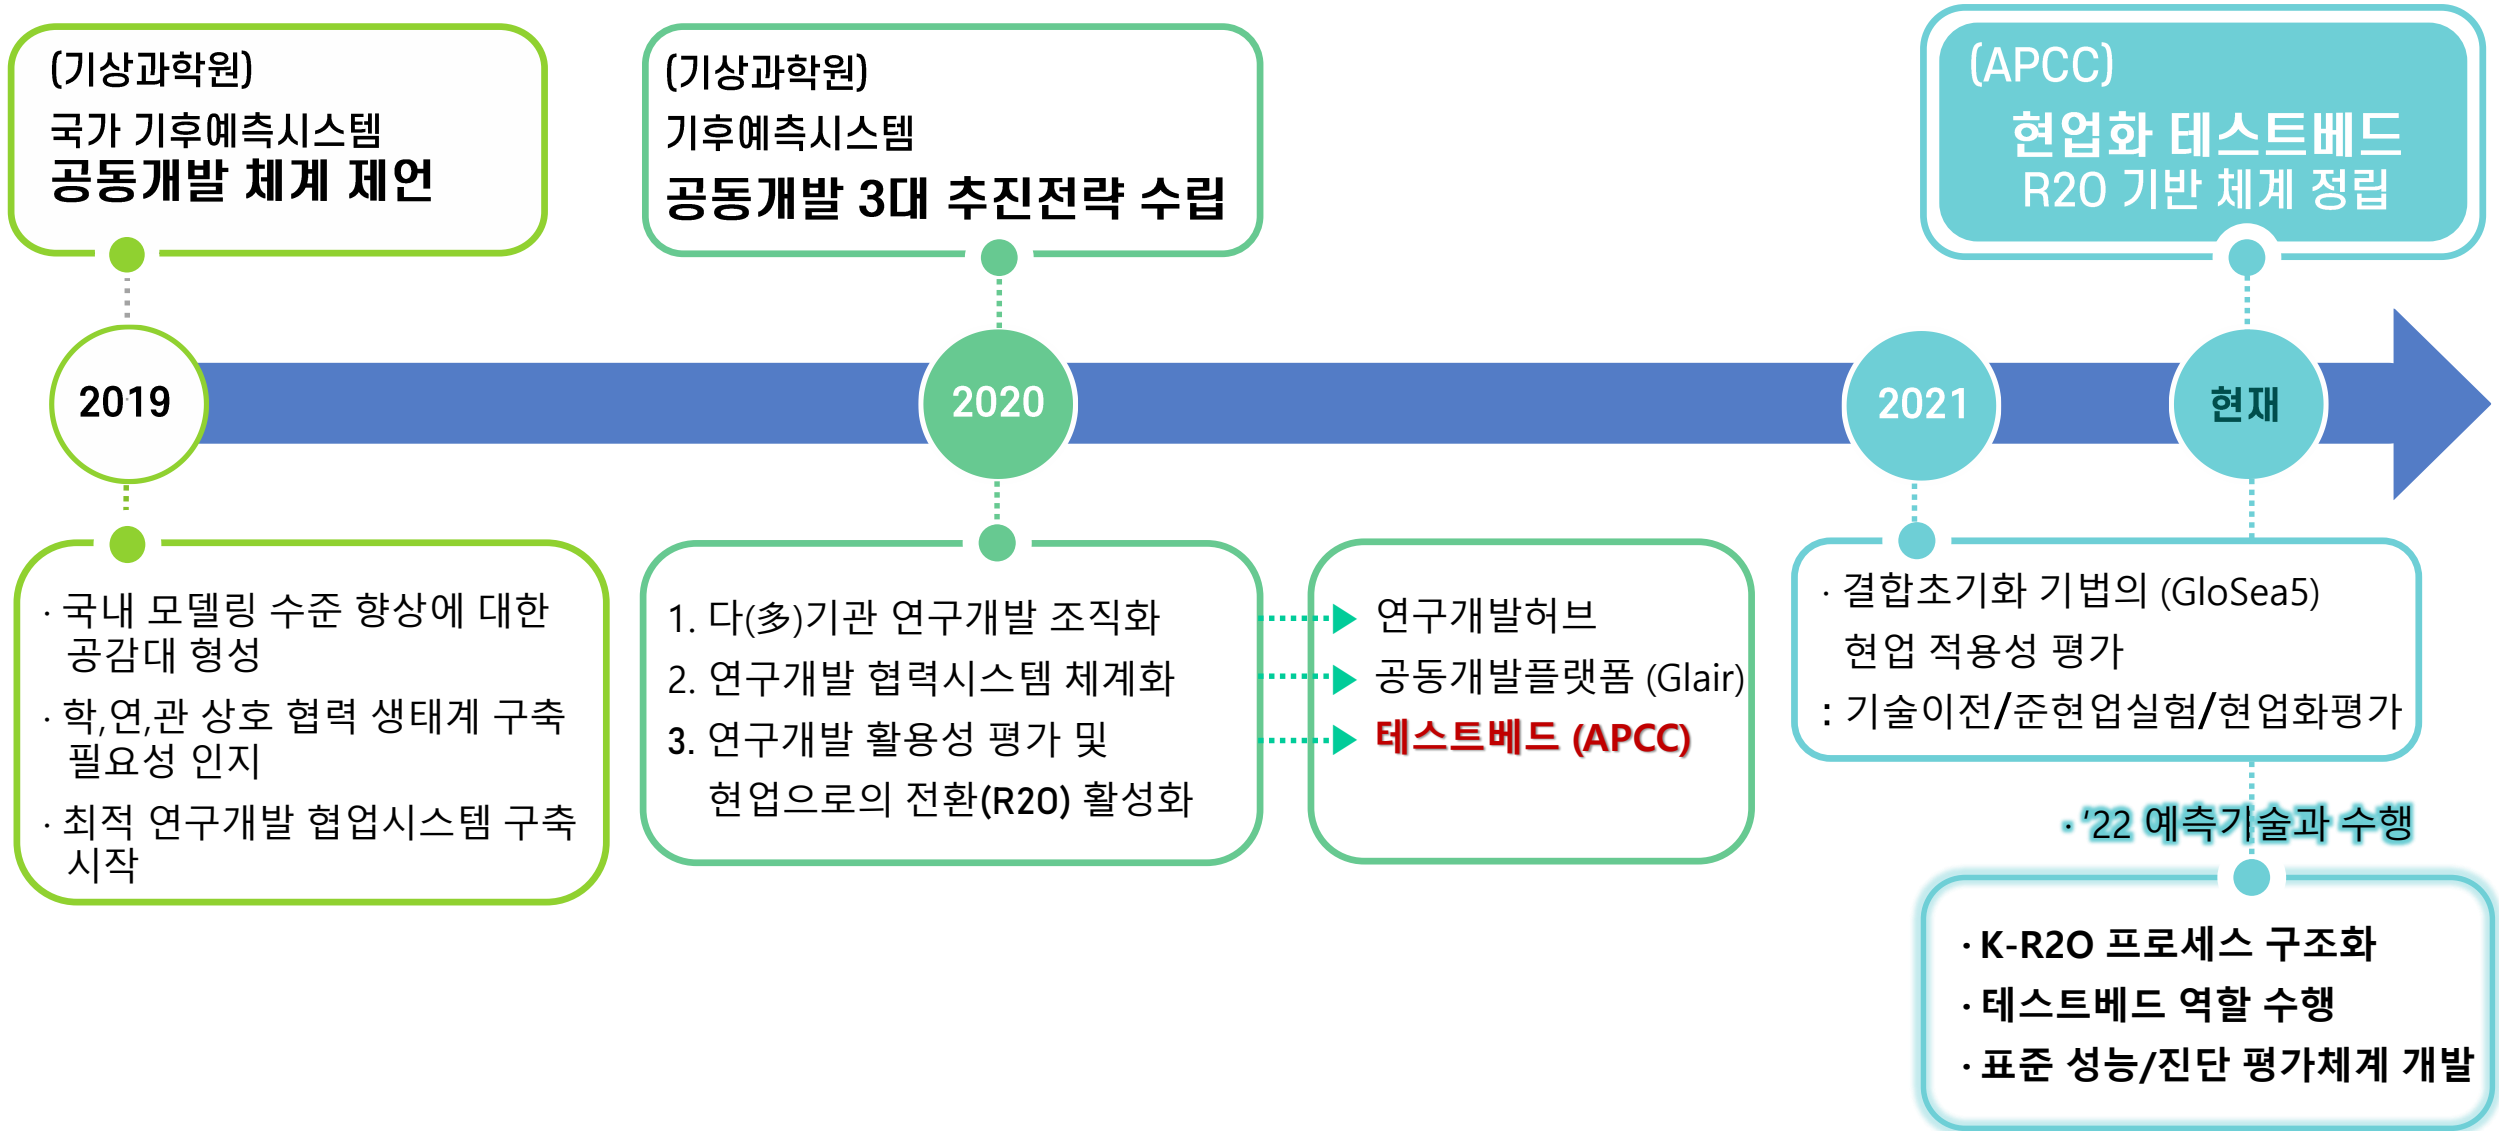 (기상과학원)
국가 기후예측시스템
공동개발 체계 제언
(기상과학원)
기후예측시스템
공동개발 3대 추진전략 수립
(APCC)
현업화 테스트베드
R2O 기반 체계 정립
2019
2020
2021
현재
· 국내 모델링 수준 향상에 대한
공감대 형성
· 학,연,관 상호 협력 생태계 구축
필요성 인지
· 최적 연구개발 협업시스템 구축
시작
1. 다(多)기관 연구개발 조직화
2. 연구개발 협력시스템 체계화
3. 연구개발 활용성 평가 및
현업으로의 전환(R2O) 활성화
연구개발허브
공동개발플랫폼 (Glair)
테스트베드 (APCC)
· 결합초기화 기법의 (GloSea5)
현업 적용성 평가
: 기술이전/준현업실험/현업화평가
· '22 예측기술과 수행
· K-R2O 프로세스 구조화
· 테스트베드 역할 수행
· 표준 성능/진단 평가체계 개발